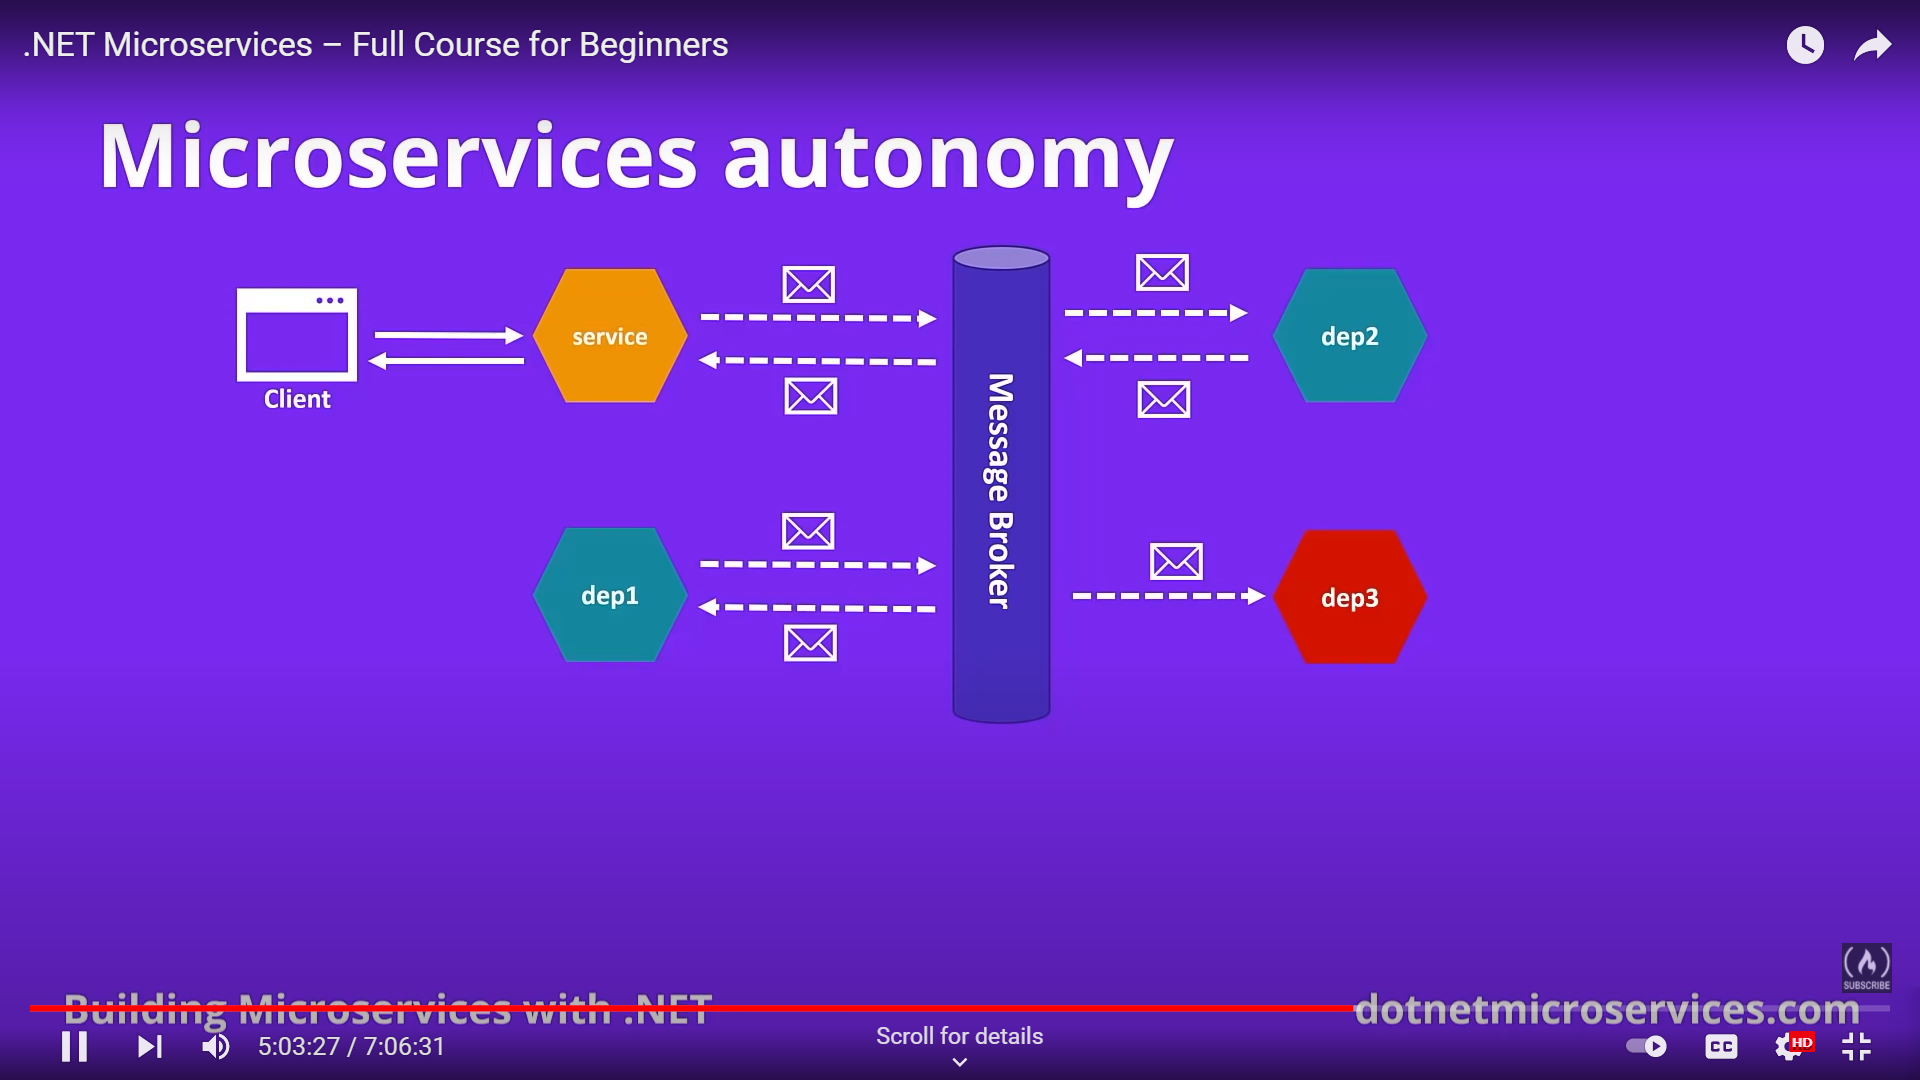 .NET Microservices – Full Course for Beginners
Microservices autonomy
Client
service
dep2
Message Broker
dep1
dep3
SUBSCRIBE
Building Microservices with .NET
dotnetmicroservices.com
5:03:27 / 7:06:31
Scroll for details
CC
HD